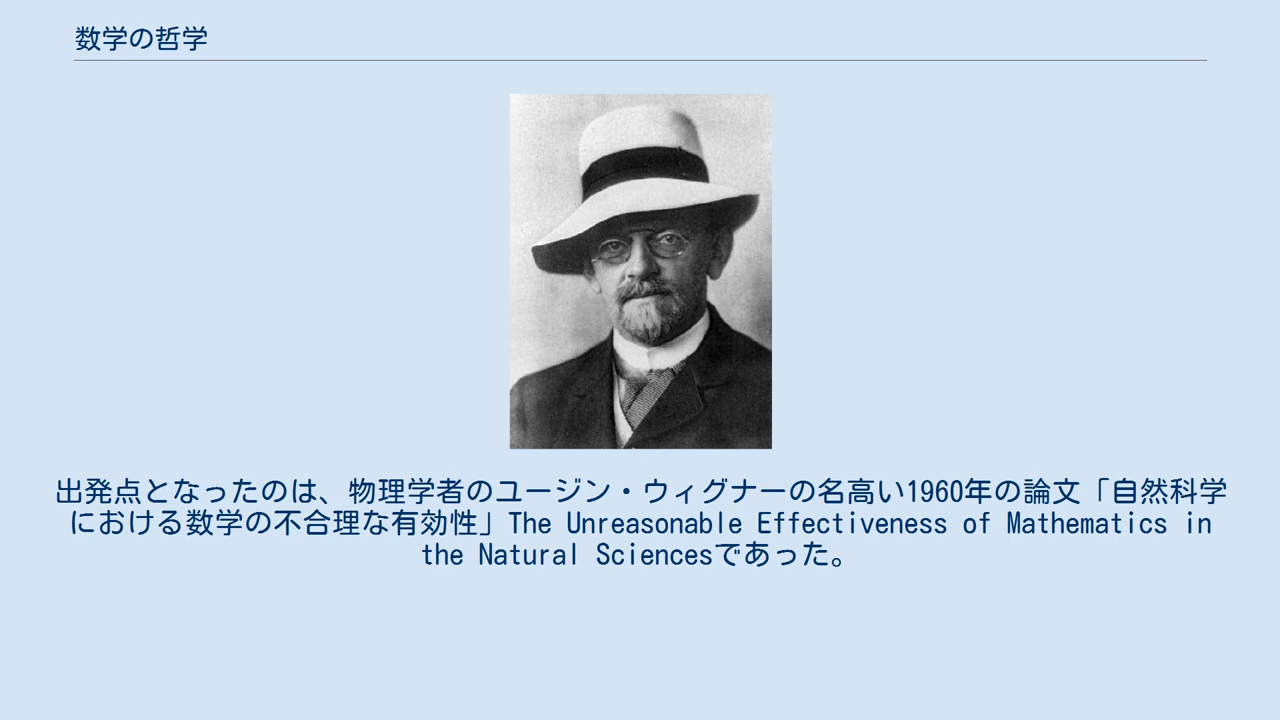 数学の哲学
出発点となったのは、物理学者のユージン・ウィグナーの名高い1960年の論文「自然科学
における数学の不合理な有効性」The Unreasonable Effectiveness of Mathematics in
the Natural Sciencesであった。